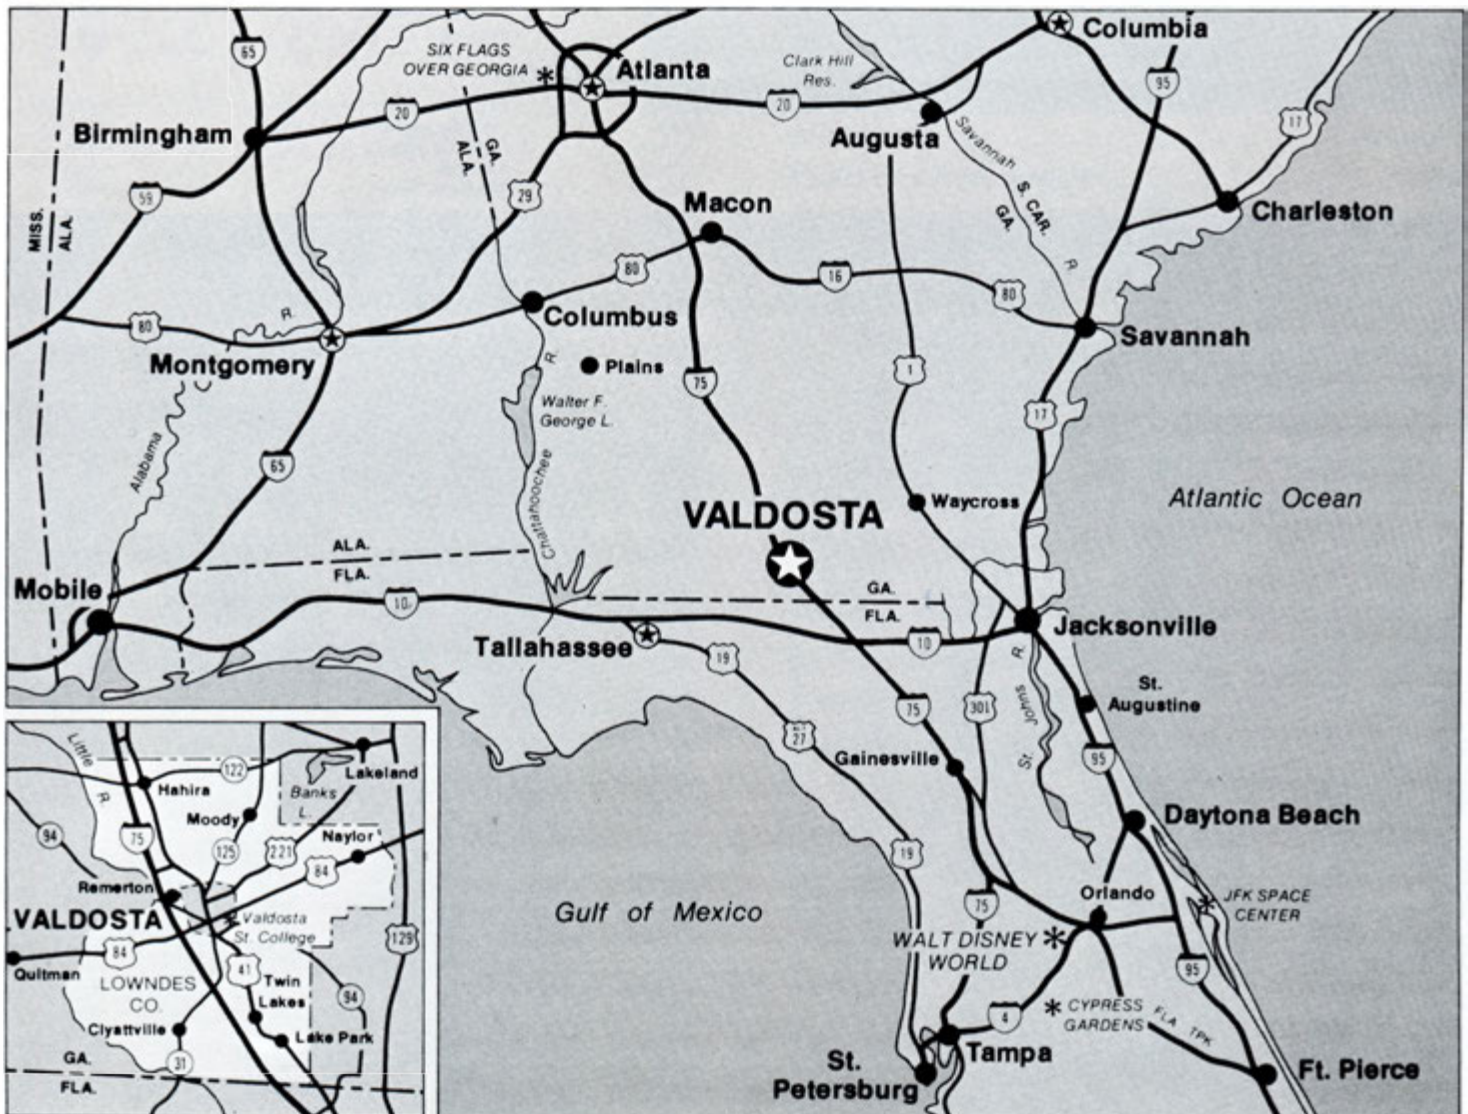 65
SIX FLAGS
OVER GEORGIA
Atlanta
Clark Hill
Res.
Columbia
95
20
20
17
Birmingham
GA.
ALA.
Augusta
Savannah
59
29
S. CAR.
GA.
R.
Macon
Charleston
MISS.
ALA.
80
16
80
80
R.
Columbus
Savannah
Montgomery
R.
Plains
75
1
Walter F.
George L.
17
Alabama
65
Chattahoochee
VALDOSTA
Waycross
Atlantic Ocean
ALA.
FLA.
Mobile
10
GA.
FLA.
Jacksonville
Tallahassee
10
19
R.
Johns
St.
St.
Augustine
75
301
27
Gainesville
95
Daytona Beach
19
Orlando
JFK SPACE
CENTER
75
Gulf of Mexico
WALT DISNEY
WORLD
95
CYPRESS
GARDENS
FLA TPK
4
Tampa
St.
Petersburg
Ft. Pierce
Little
R.
122
Lakeland
Hahira
Banks
L.
Moody
75
94
Naylor
125
221
84
Remerton
VALDOSTA
Valdosta
St. College
84
129
Quitman
41
LOWNDES
CO.
Twin
Lakes
94
Clyattville
Lake Park
31
GA.
FLA.